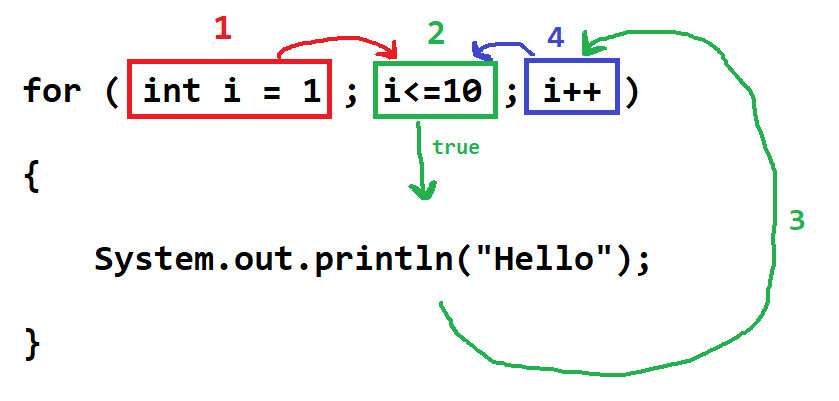 1 2 4
for ( int i = 1 ; i<=10 ; i++ )
true
{
3
System.out.println("Hello");
}